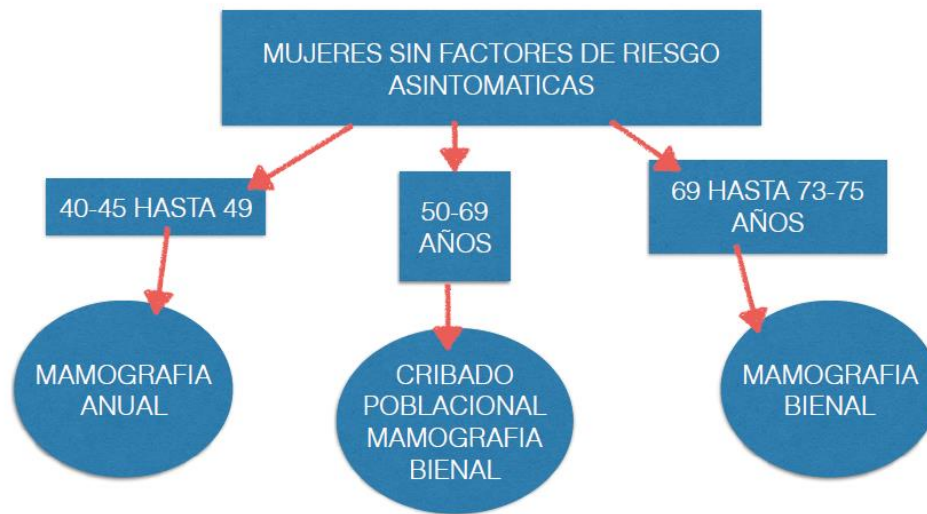 MUJERES SIN FACTORES DE RIESGO
ASINTOMATICAS
40-45 HASTA 49
50-69
AÑOS
69 HASTA 73-75
AÑOS
MAMOGRAFIA
ANUAL
CRIBADO
POBLACIONAL
MAMOGRAFIA
BIENAL
MAMOGRAFIA
BIENAL